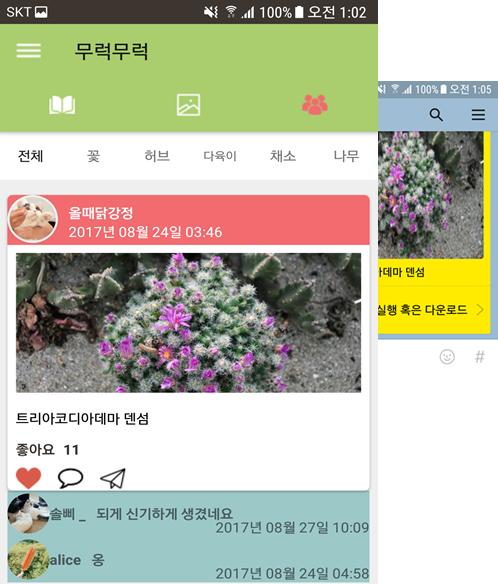 SKT 100% 오전 1:02
무럭무럭
전체 꽃 허브 다육이 채소 나무
올때닭강정
2017년 08월 24일 03:46
트리아코디아데마 덴섬
좋아요 11
솔삐 _ 되게 신기하게 생겼네요
2017년 08월 27일 10:09
alice 옹
2017년 08월 24일 04:58
100% 오전 1:05
아데마 덴섬
실행 혹은 다운로드
#